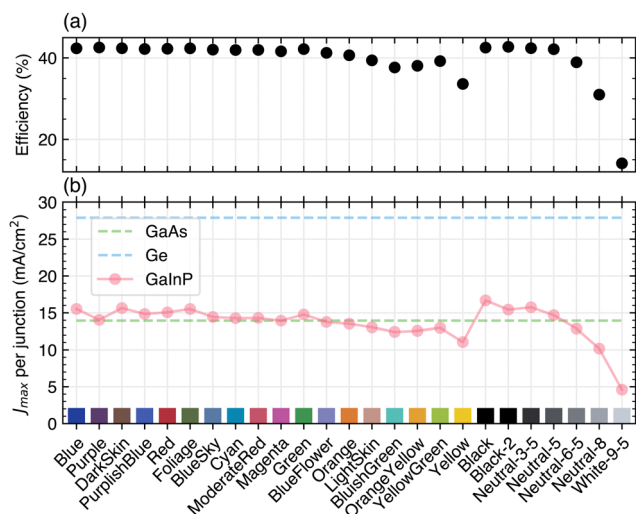 (a)
Efficiency (%)
40
20
(b)
J_max per junction (mA/cm²)
30
25
20
15
10
5
0
GaAs
Ge
GaInP
Blue
Purple
DarkSkin
PurplishBlue
Red
Foliage
BlueSky
Cyan
ModerateRed
Magenta
Green
BlueFlower
Orange
LightSkin
BluishGreen
OrangeYellow
YellowGreen
Yellow
Black
Black-2
Neutral-3-5
Neutral-5
Neutral-6-5
Neutral-8
White-9-5